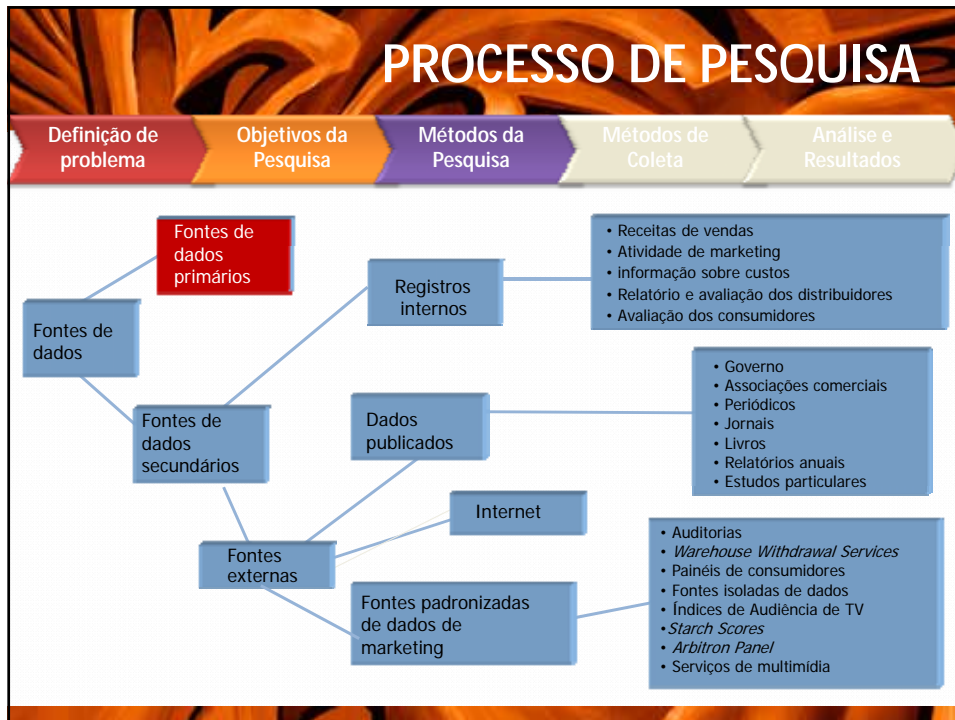 PROCESSO DE PESQUISA
Definição de
problema
Objetivos da
Pesquisa
Métodos da
Pesquisa
Métodos de
Coleta
Análise e
Resultados
Fontes de
dados
Fontes de
dados
primários
Fontes de
dados
secundários
Registros
internos
• Receitas de vendas
• Atividade de marketing
• informação sobre custos
• Relatório e avaliação dos distribuidores
• Avaliação dos consumidores
Fontes
externas
Dados
publicados
• Governo
• Associações comerciais
• Periódicos
• Jornais
• Livros
• Relatórios anuais
• Estudos particulares
Internet
Fontes padronizadas
de dados de
marketing
• Auditorias
• Warehouse Withdrawal Services
• Painéis de consumidores
• Fontes isoladas de dados
• Índices de Audiência de TV
•Starch Scores
• Arbitron Panel
• Serviços de multimídia